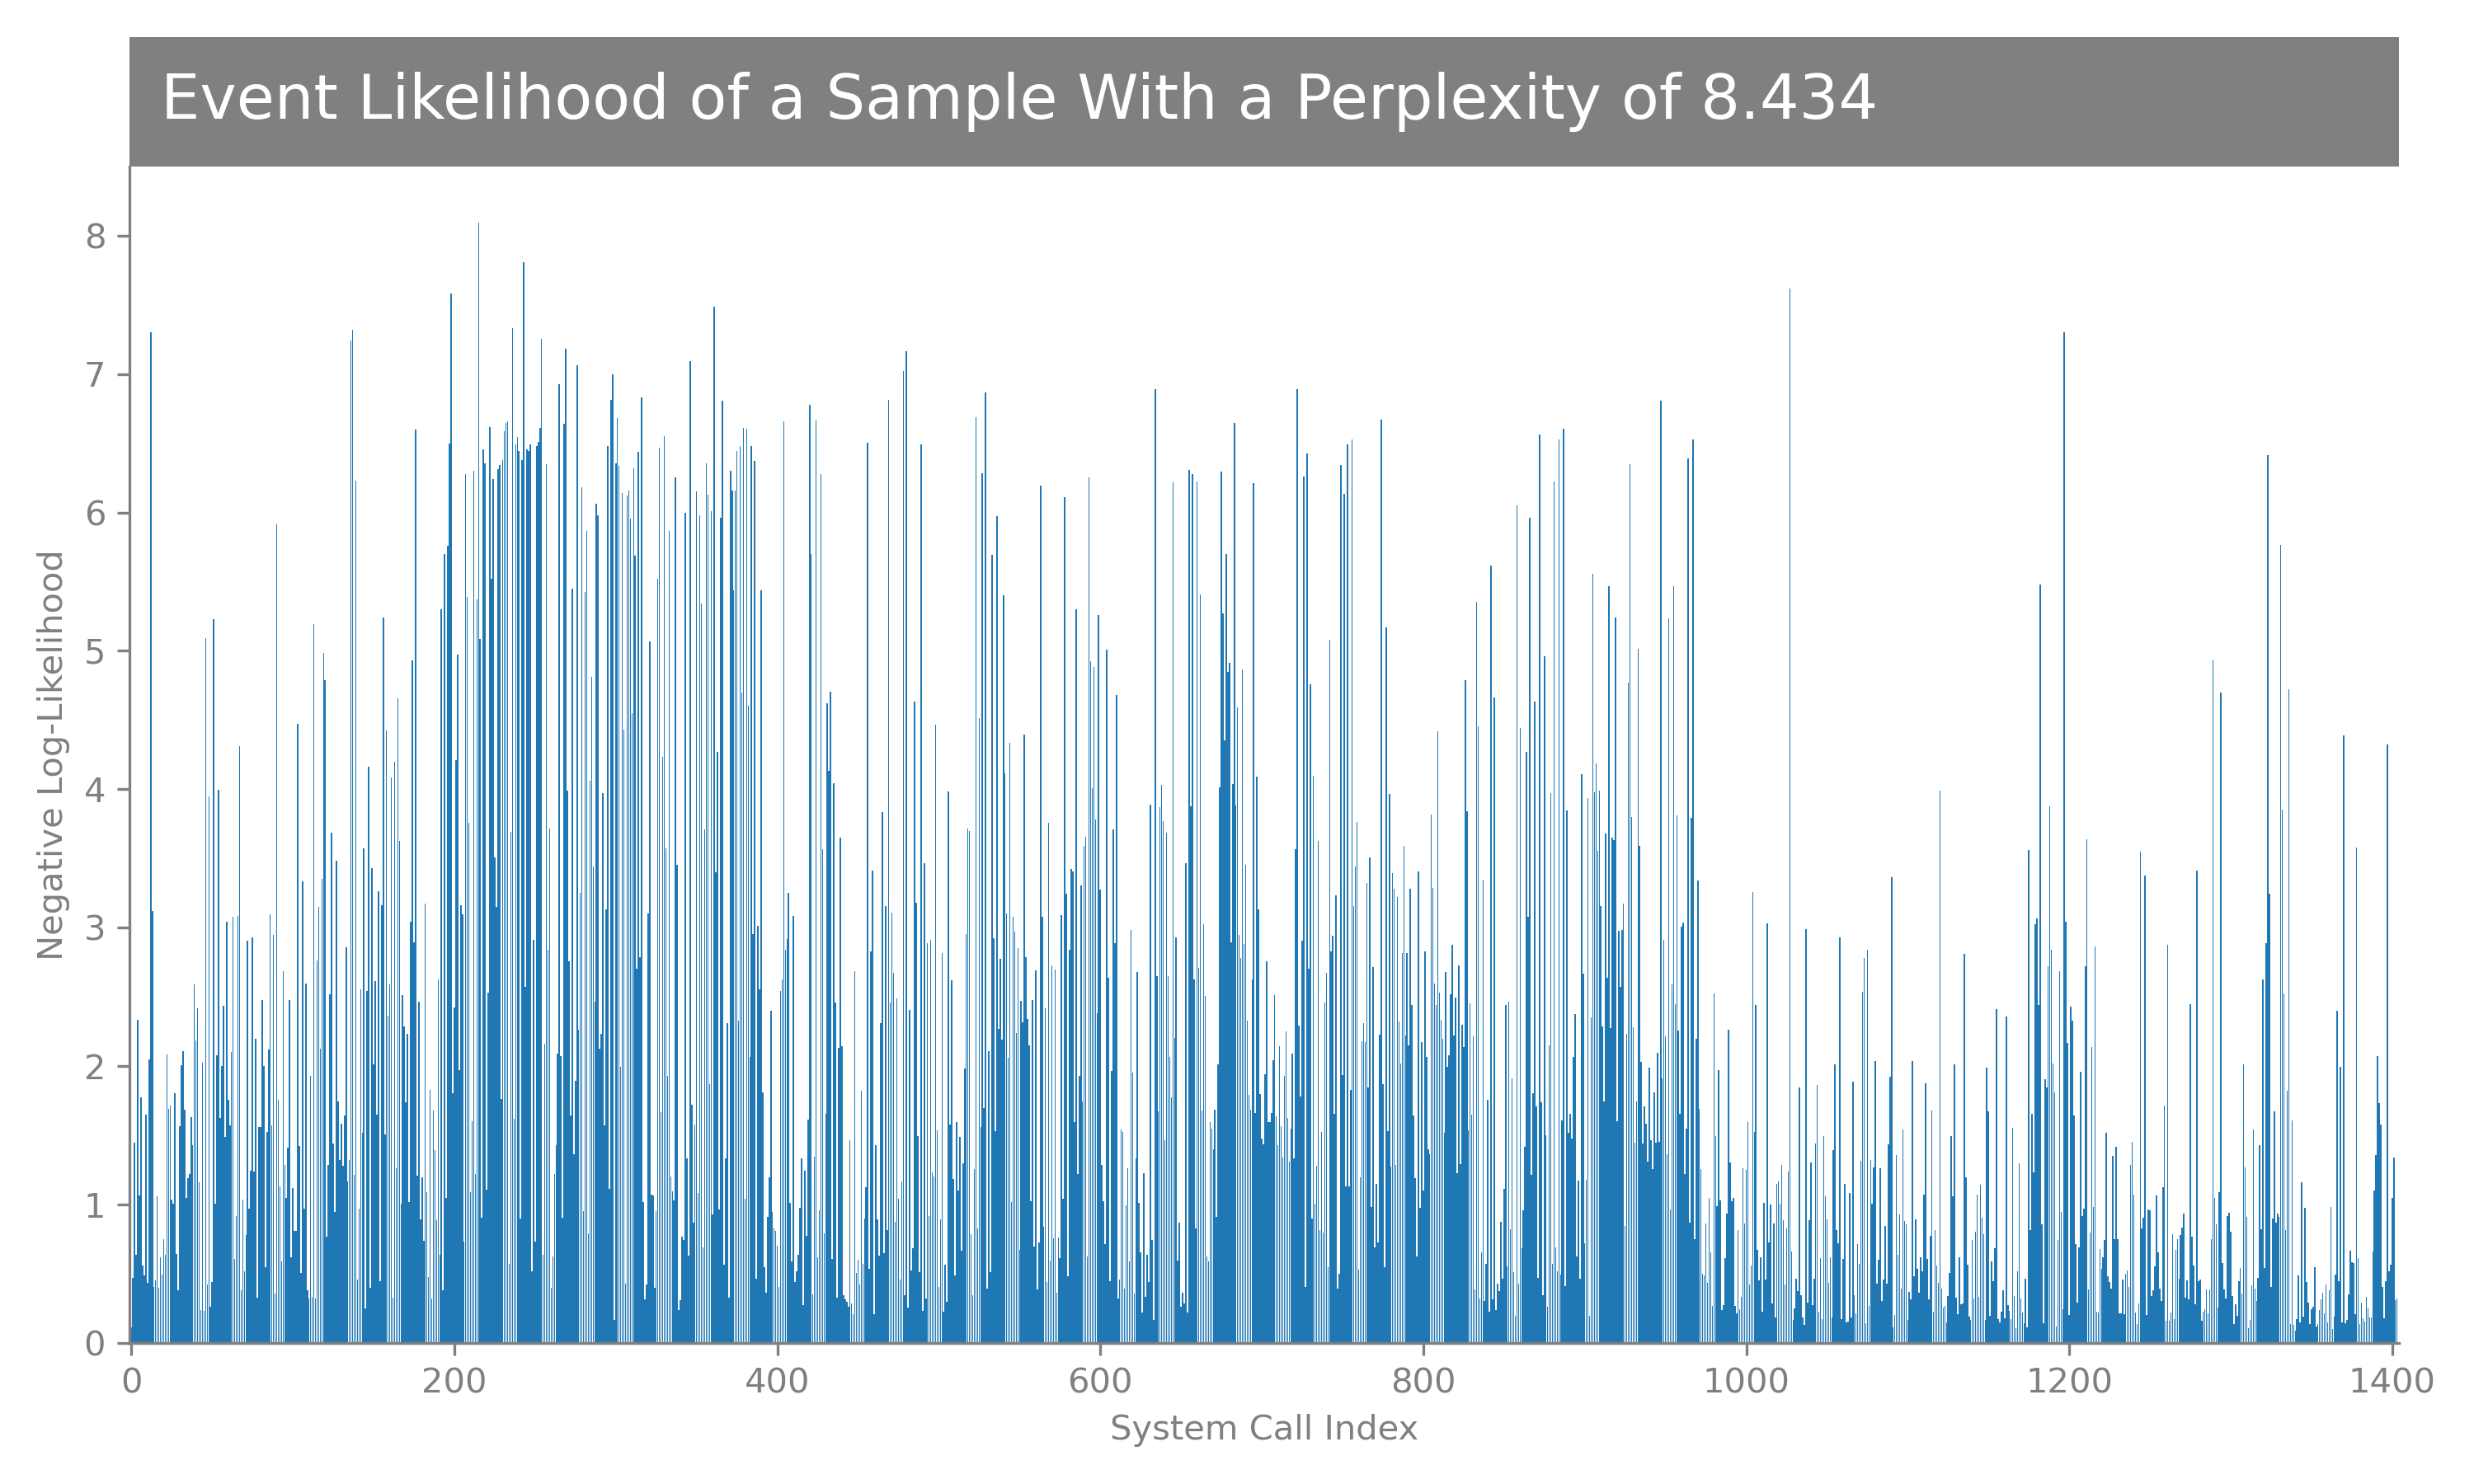 Event Likelihood of a Sample With a Perplexity of 8.434
8
7
6
5
4
3
2
1
0
Negative Log-Likelihood
0 200 400 600 800 1000 1200 1400
System Call Index